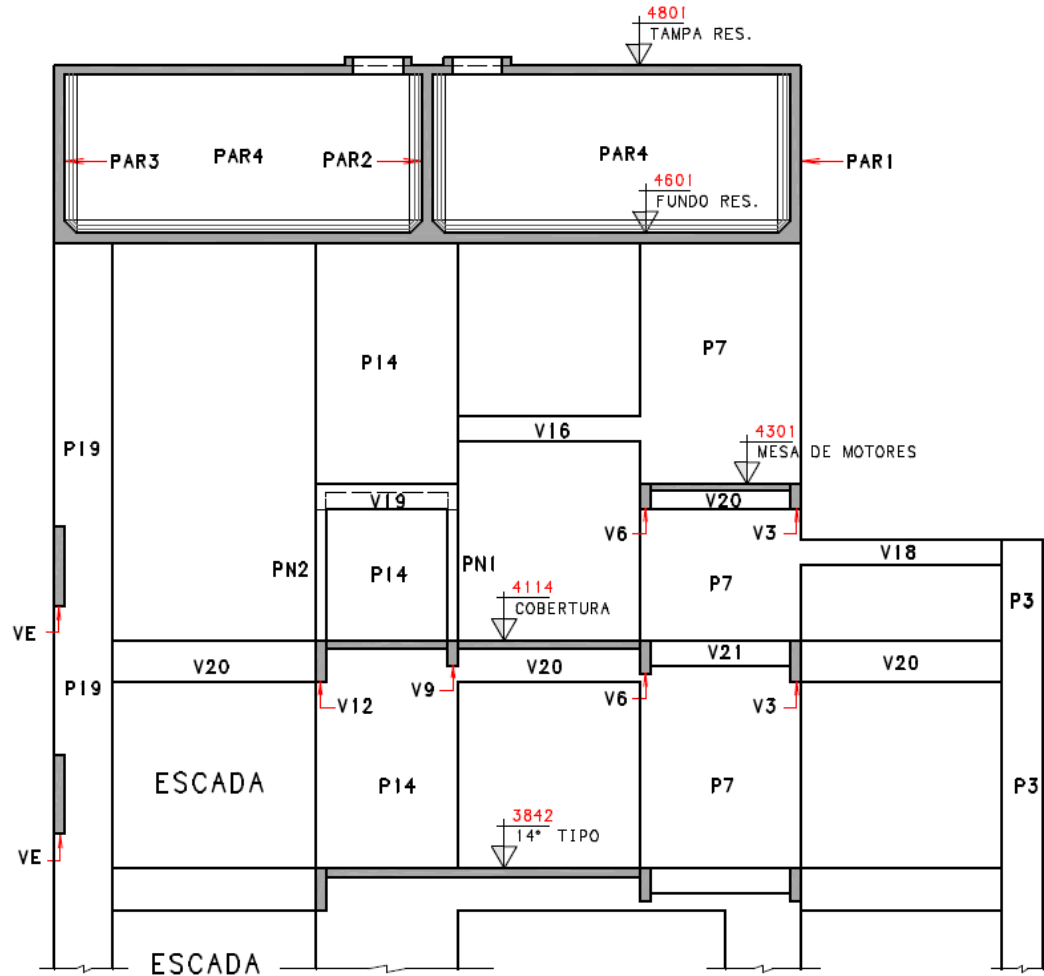 4801
TAMPA RES.
PAR3
PAR4
PAR2
PAR4
PAR1
4601
FUNDO RES.
P14
P7
V16
P19
4301
MESA DE MOTORES
V19
V20
V6
V3
V18
PN2
P14
PN1
P7
4114
COBERTURA
P3
VE
V20
V20
V21
V20
P19
V12
V9
V6
V3
ESCADA
P14
P7
P3
3842
14° TIPO
VE
ESCADA